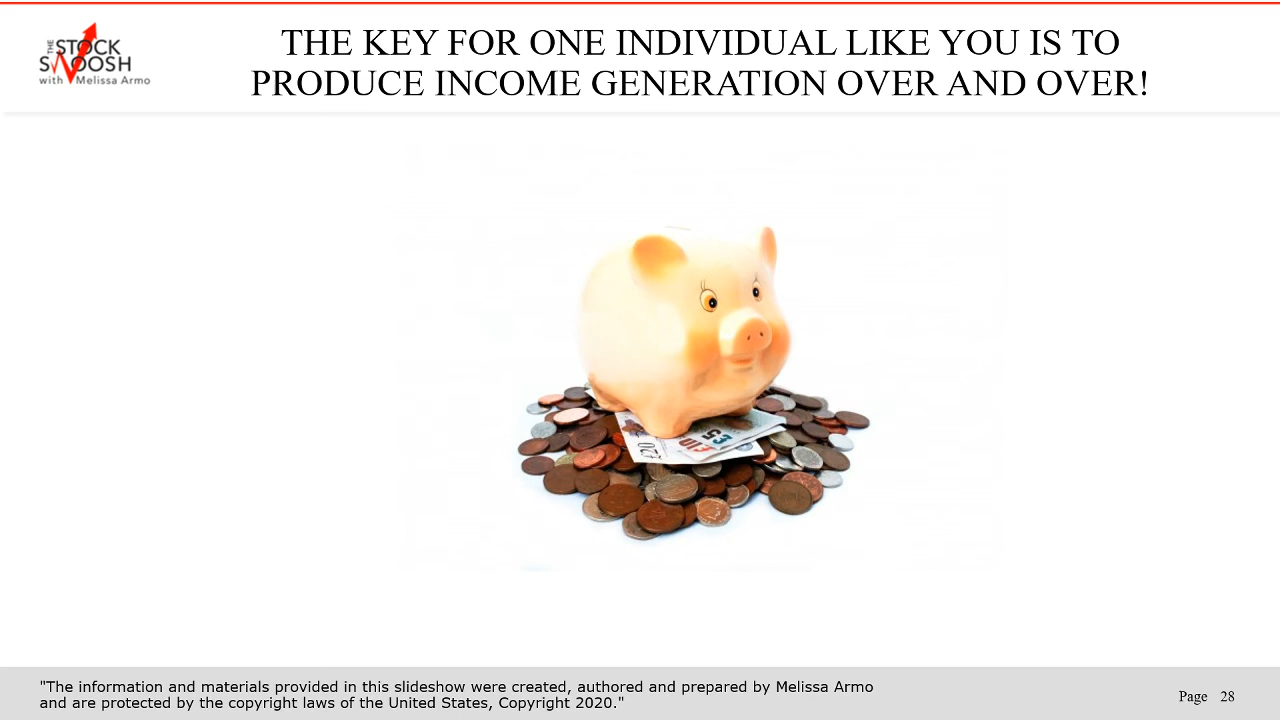 THE
STOCK
SWOOSH
with Melissa Armo
THE KEY FOR ONE INDIVIDUAL LIKE YOU IS TO
PRODUCE INCOME GENERATION OVER AND OVER!
£20
£10
£5
"The information and materials provided in this slideshow were created, authored and prepared by Melissa Armo
and are protected by the copyright laws of the United States, Copyright 2020."
Page 28